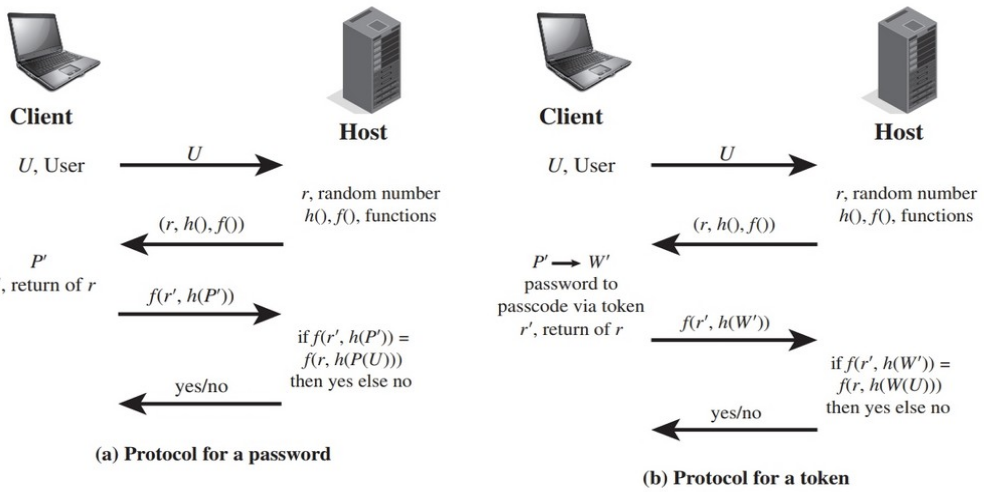 Client
Host
U, User
U
r, random number
h(), f(), functions
(r, h(), f())
P′
, return of r
f(r′, h(P′))
if f(r′, h(P′)) =
f(r, h(P(U)))
then yes else no
yes/no
(a) Protocol for a password
Client
Host
U, User
U
r, random number
h(), f(), functions
(r, h(), f())
P′ → W′
password to
passcode via token
r′, return of r
f(r′, h(W′))
if f(r′, h(W′)) =
f(r, h(W(U)))
then yes else no
yes/no
(b) Protocol for a token